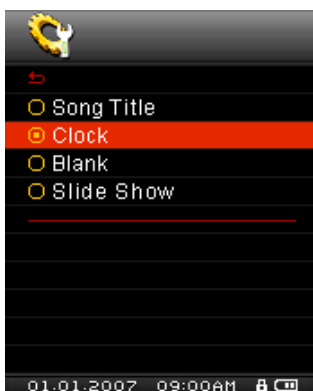 Song Title
Clock
Blank
Slide Show
01.01.2007 09:00AM